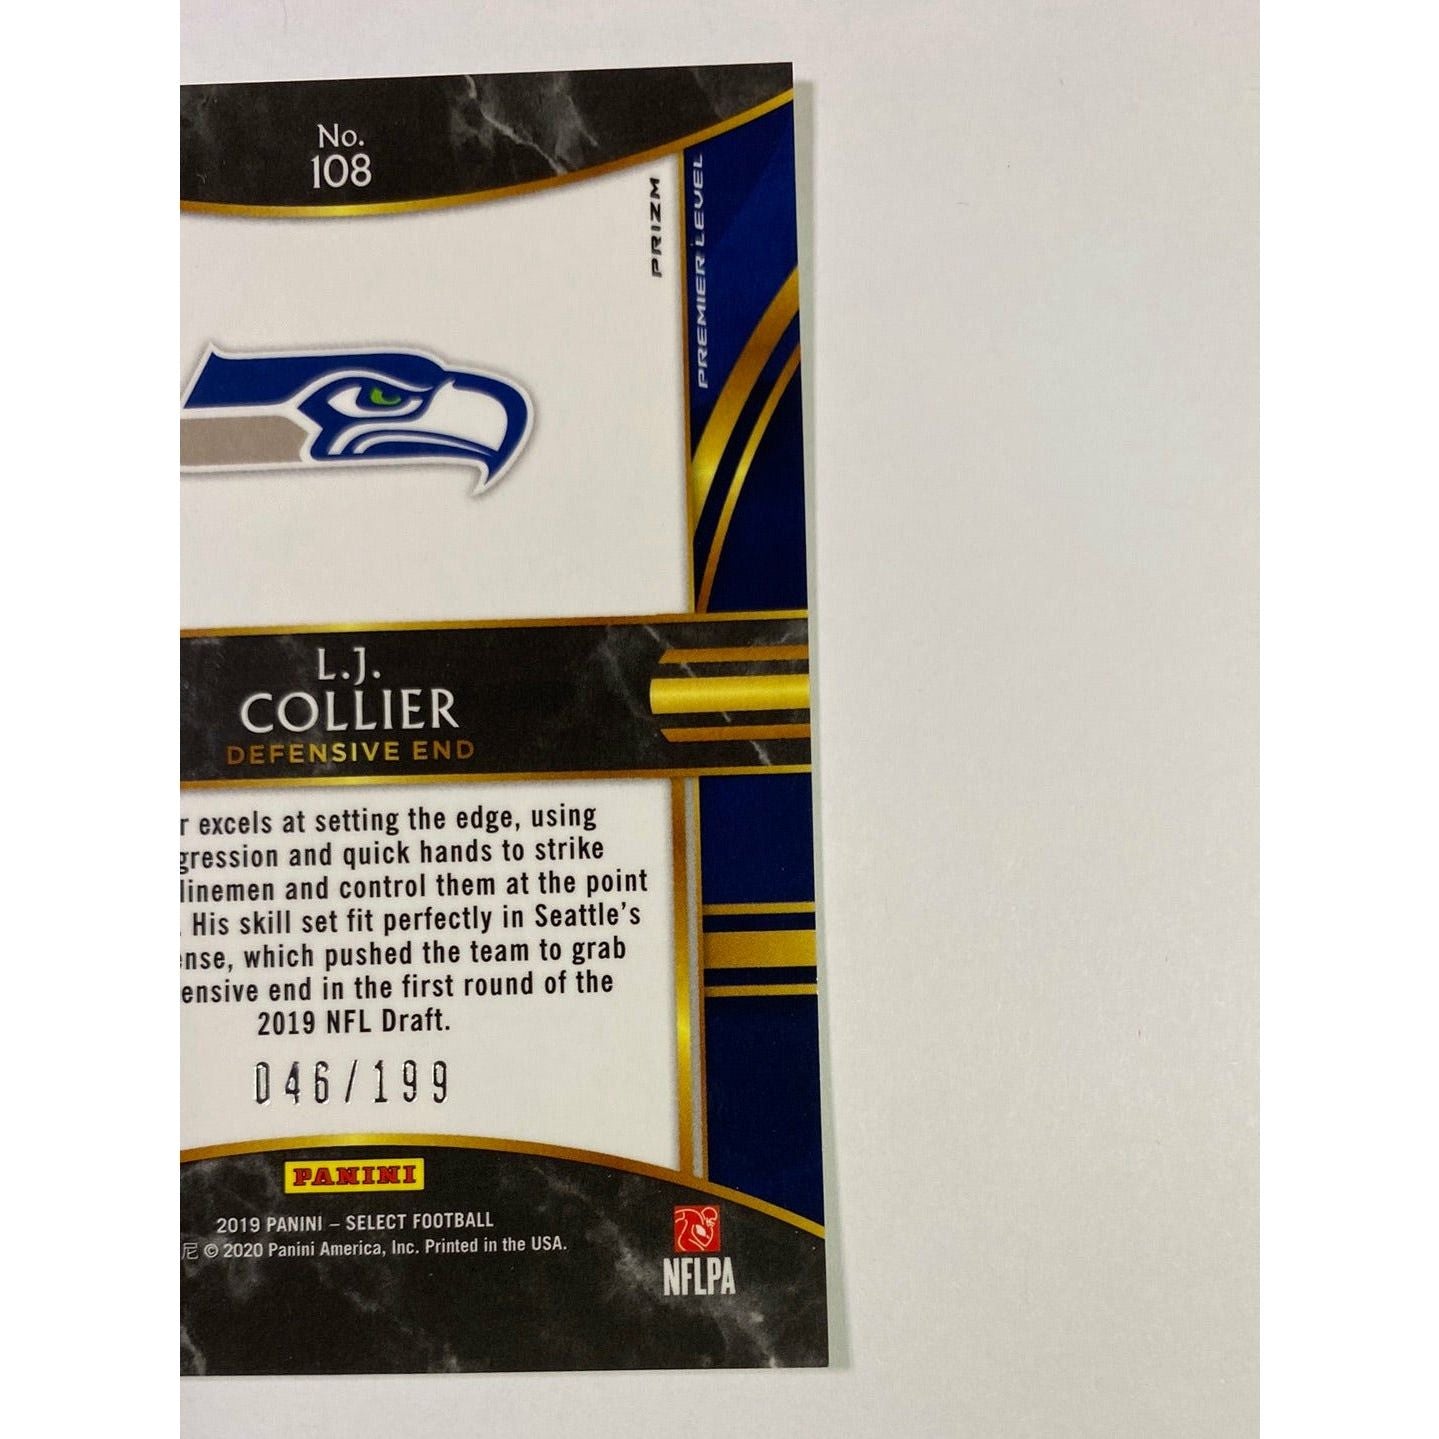 No.
108
PRIZM
PREMIER LEVEL
L.J.
COLLIER
DEFENSIVE END
excels at setting the edge, using
and quick hands to strike
linemen and control them at the point
His skill set fit perfectly in Seattle's
which pushed the team to grab
end in the first round of the
2019 NFL Draft.
046/199
PANINI
2019 PANINI – SELECT FOOTBALL
尼 © 2020 Panini America, Inc. Printed in the USA.
NFLPA